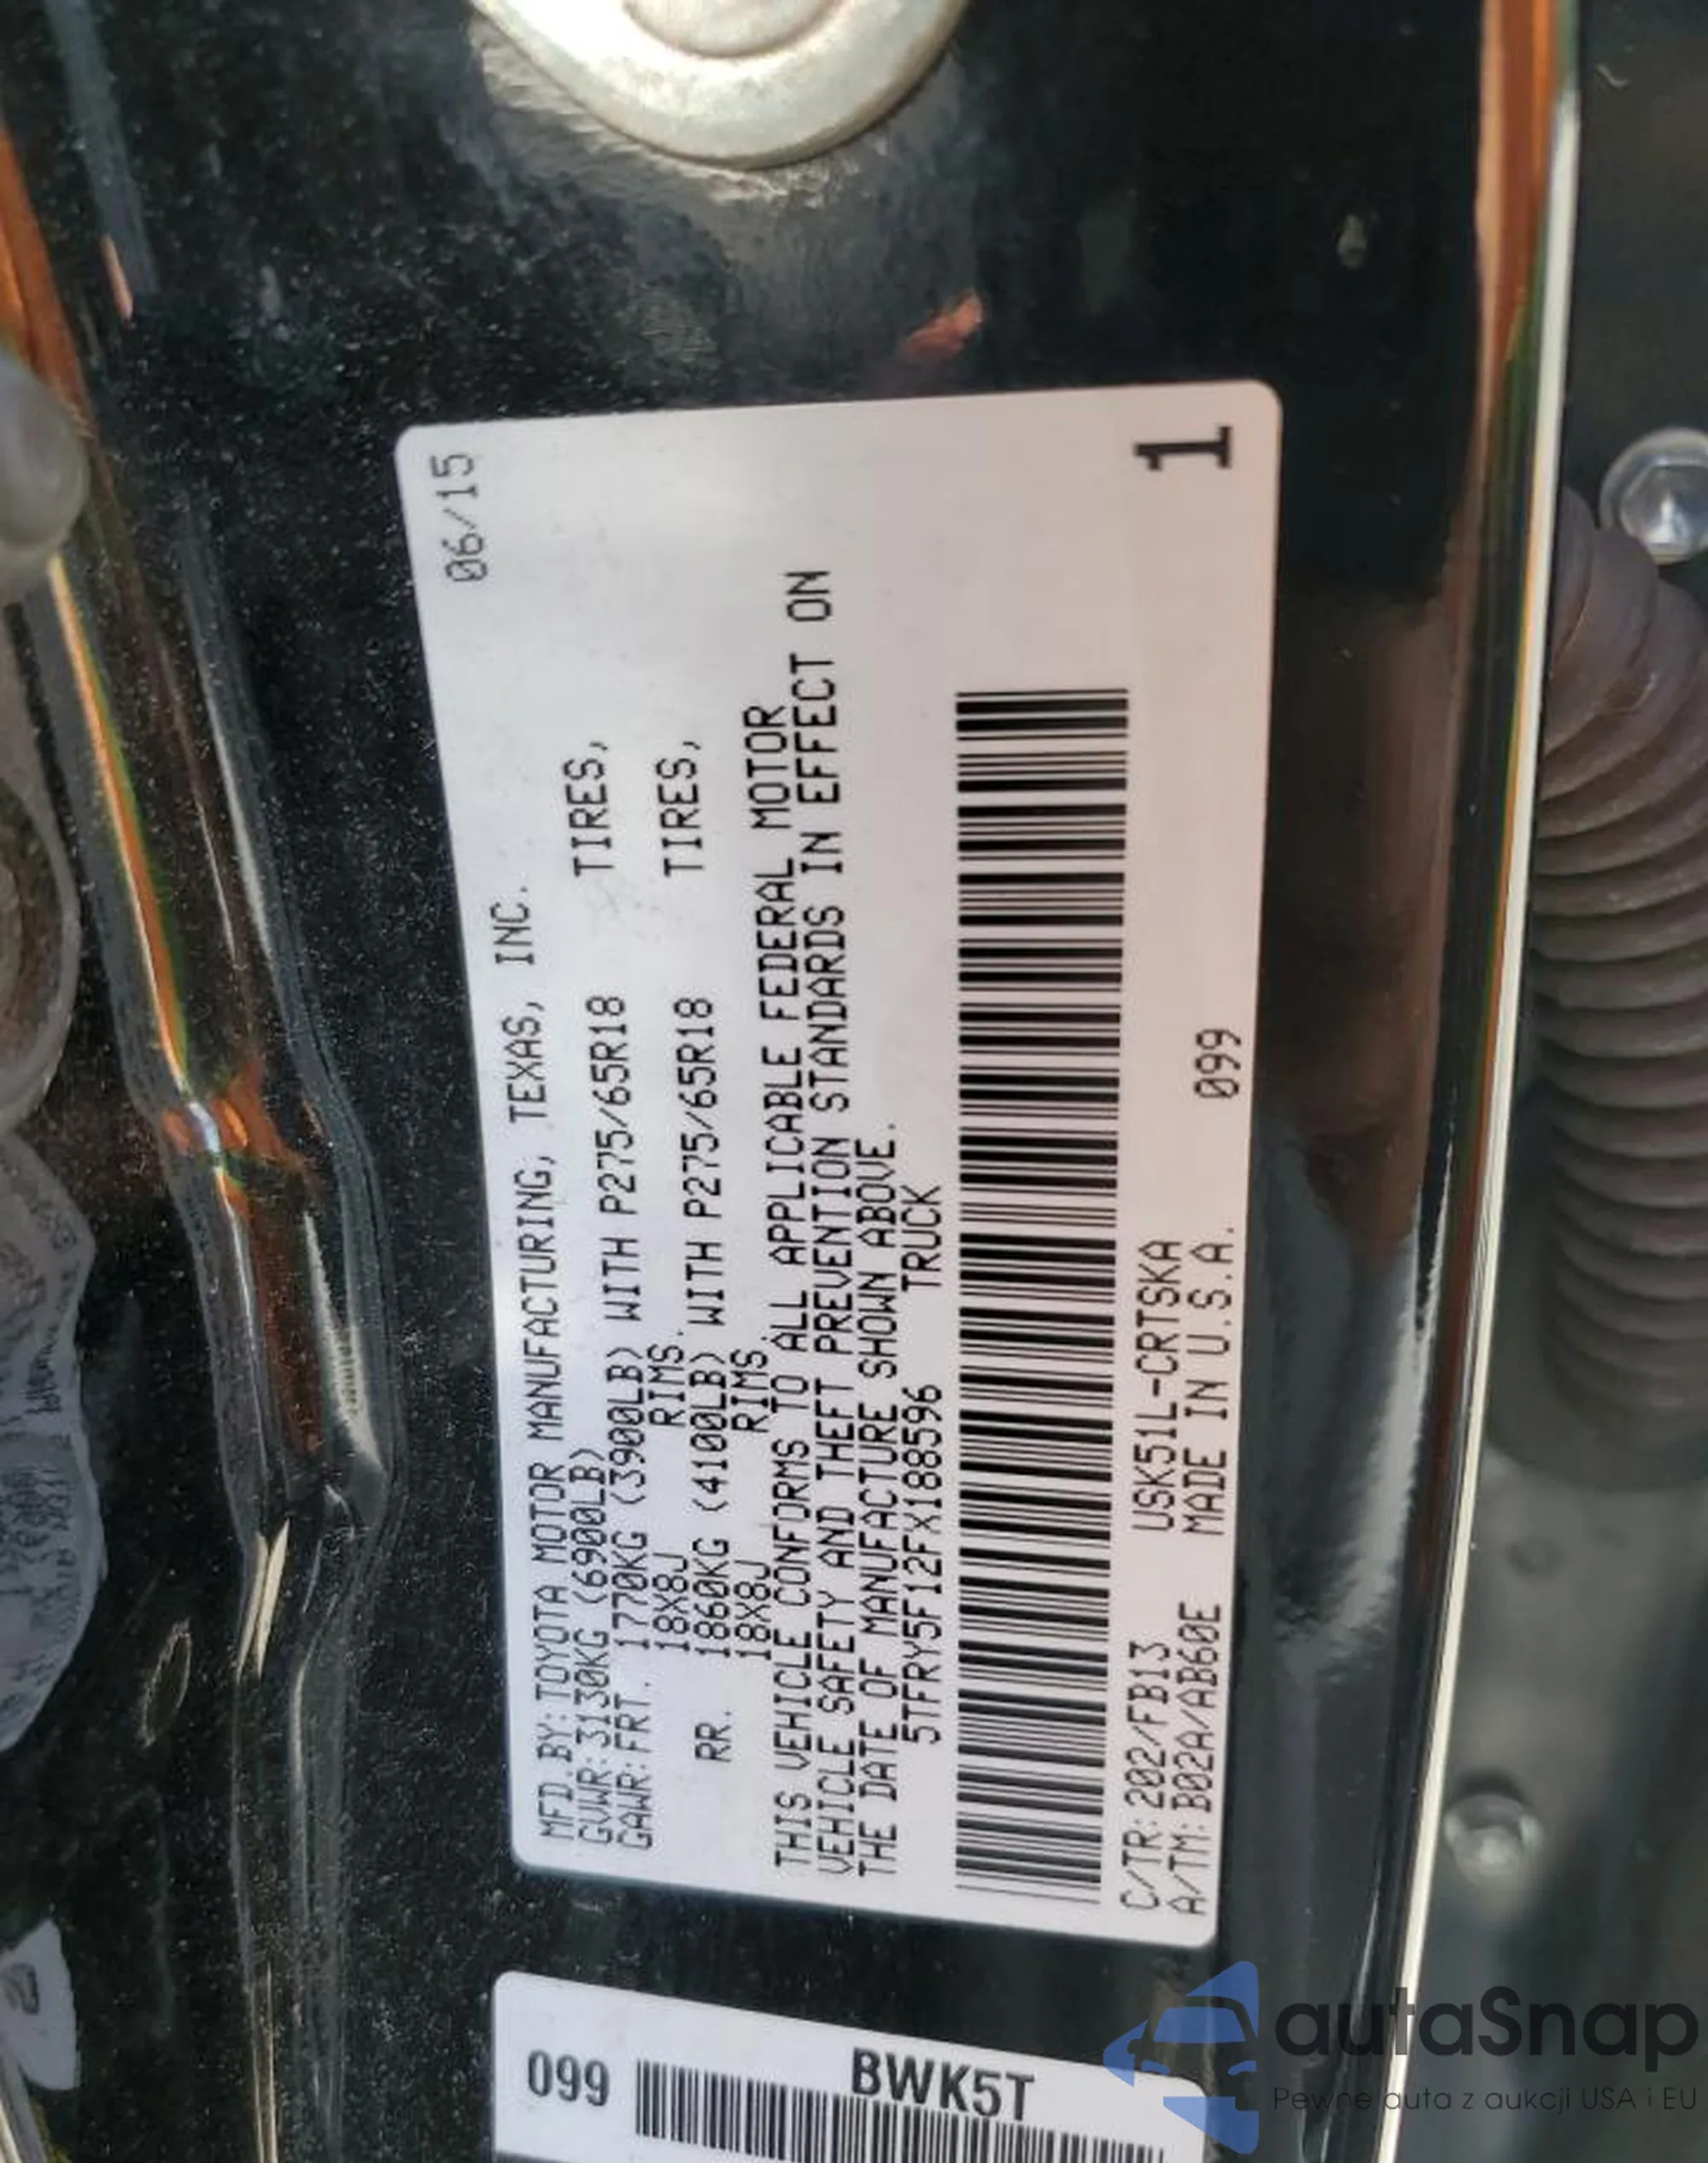 06/15
MFD.BY:TOYOTA MOTOR MANUFACTURING, TEXAS, INC.
GVWR:3130KG (6900LB)
GAWR:FRT. 1770KG (3900LB) WITH P275/65R18 TIRES,
18X8J RIMS.
RR. 1860KG (4100LB) WITH P275/65R18 TIRES,
18X8J RIMS.
THIS VEHICLE CONFORMS TO ALL APPLICABLE FEDERAL MOTOR
VEHICLE SAFETY AND THEFT PREVENTION STANDARDS IN EFFECT ON
THE DATE OF MANUFACTURE SHOWN ABOVE.
5TFRY5F12FX188596 TRUCK
C/TR:202/FB13 USK51L-CRTSKA
A/TM:B02A/AB60E MADE IN U.S.A. 099
1
099
BWK5T
autaSnap
Pewne auta z aukcji USA i EU